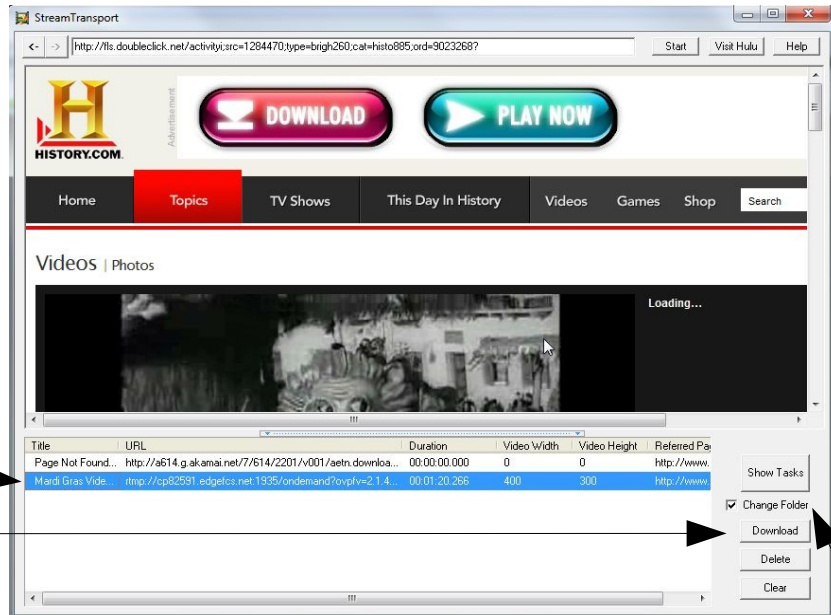 StreamTransport
<- -> http://fls.doubleclick.net/activityi;src=1284470;type=brigh260;cat=histo885;ord=9023268? Start Visit Hulu Help
H
HISTORY.COM
Advertisement
DOWNLOAD PLAY NOW
Home Topics TV Shows This Day In History Videos Games Shop Search
Videos | Photos
Loading...
Title URL Duration Video Width Video Height Referred Pa
Page Not Found... http://a614.g.akamai.net/7/614/2201/v001/aetn.downloa... 00:00:00.000 0 0 http://www.
Mardi Gras Vide... rtmp://cp82591.edgefcs.net:1935/ondemand?ovpfv=2.1.4... 00:01:20.266 400 300 http://www.
Show Tasks
Change Folder
Download
Delete
Clear